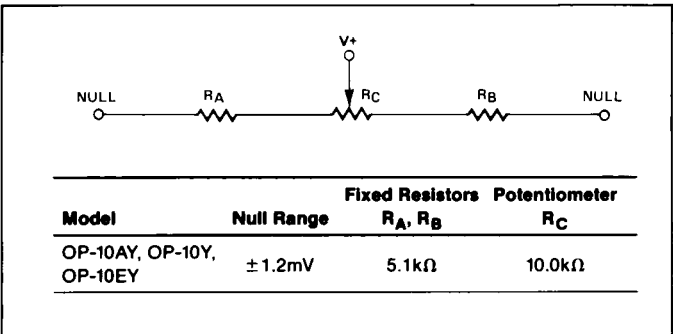 V+
NULL RA RC RB NULL
Fixed Resistors Potentiometer
Model Null Range RA, RB RC
OP-10AY, OP-10Y,
OP-10EY ±1.2mV 5.1kΩ 10.0kΩ